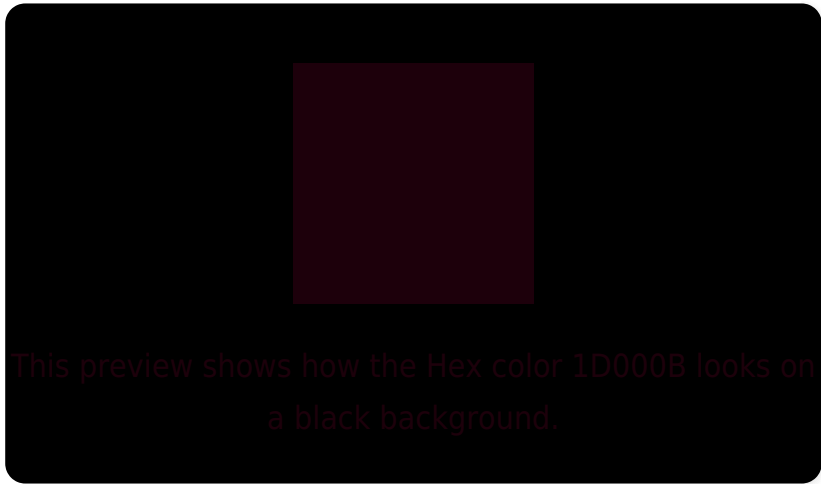 This preview shows how the Hex color 1D000B looks on
a black background.